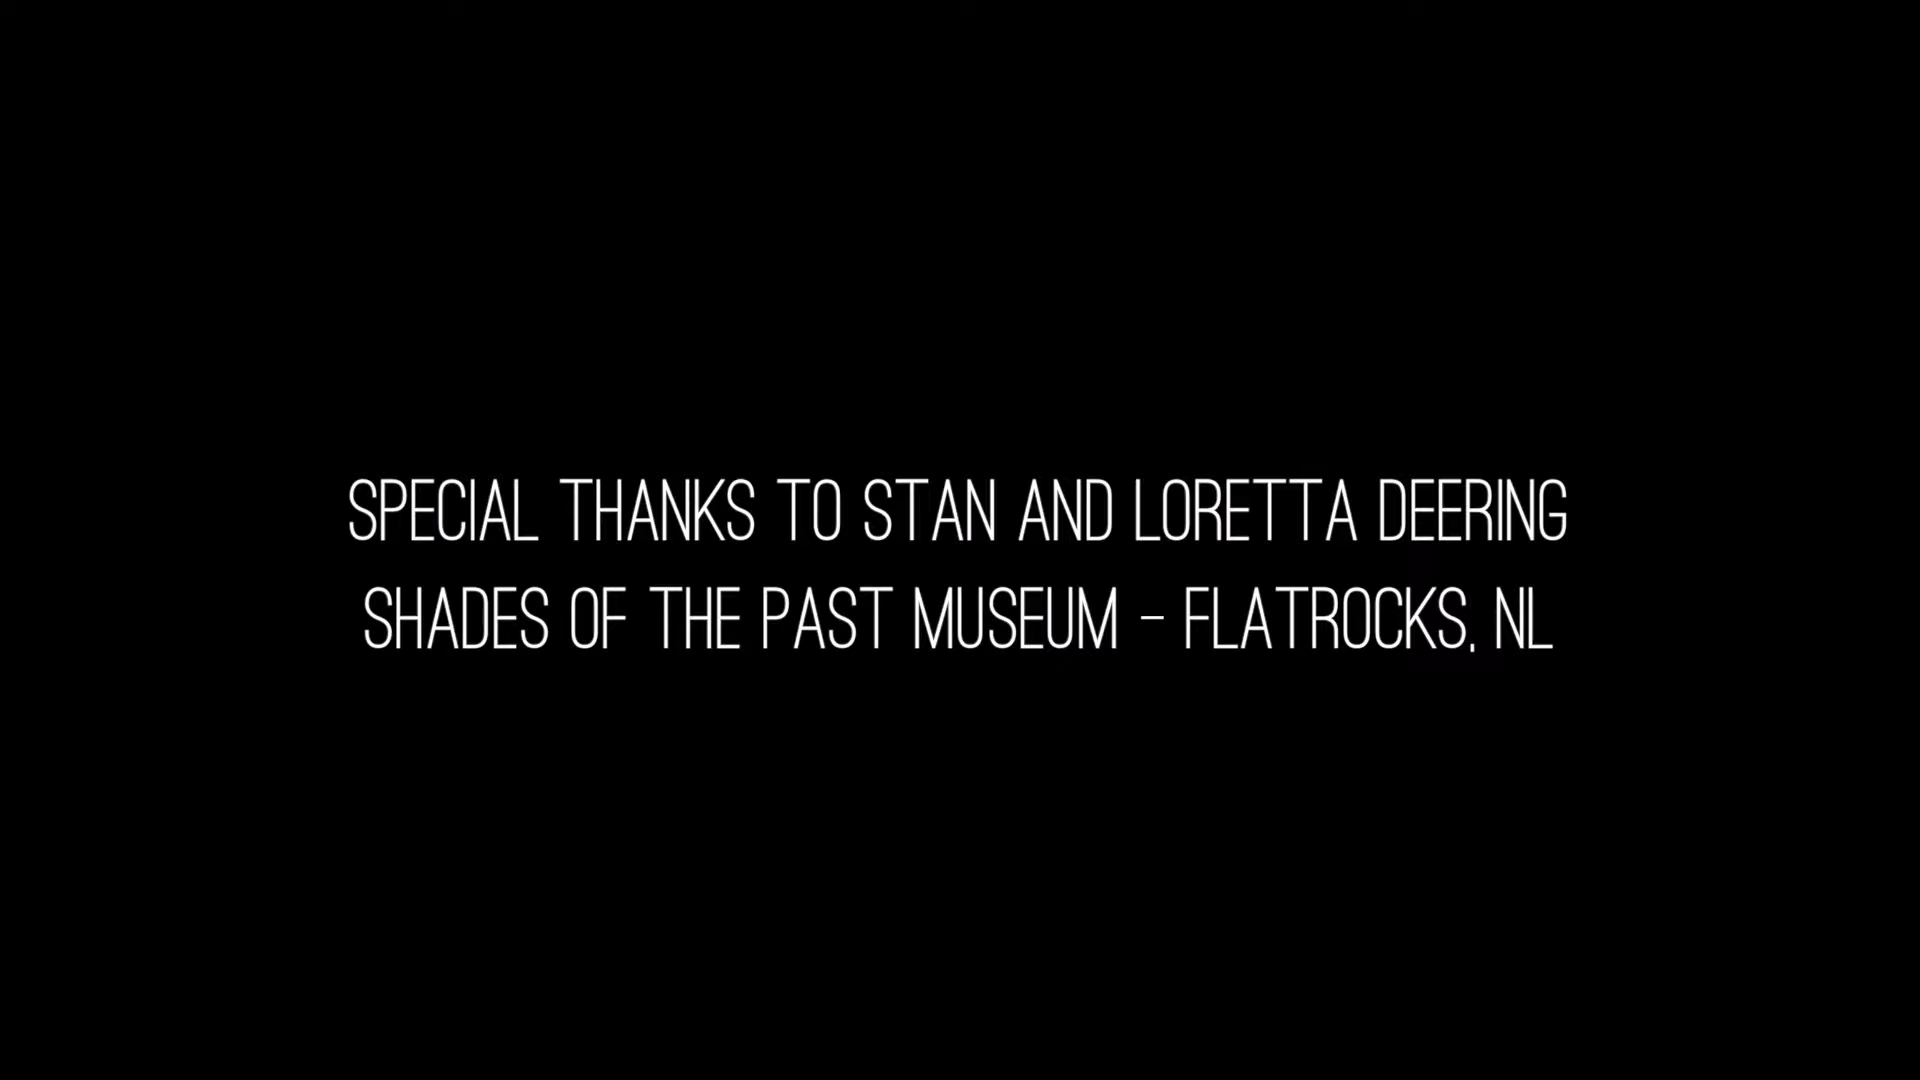 SPECIAL THANKS TO STAN AND LORETTA DEERING
SHADES OF THE PAST MUSEUM - FLATROCKS, NL